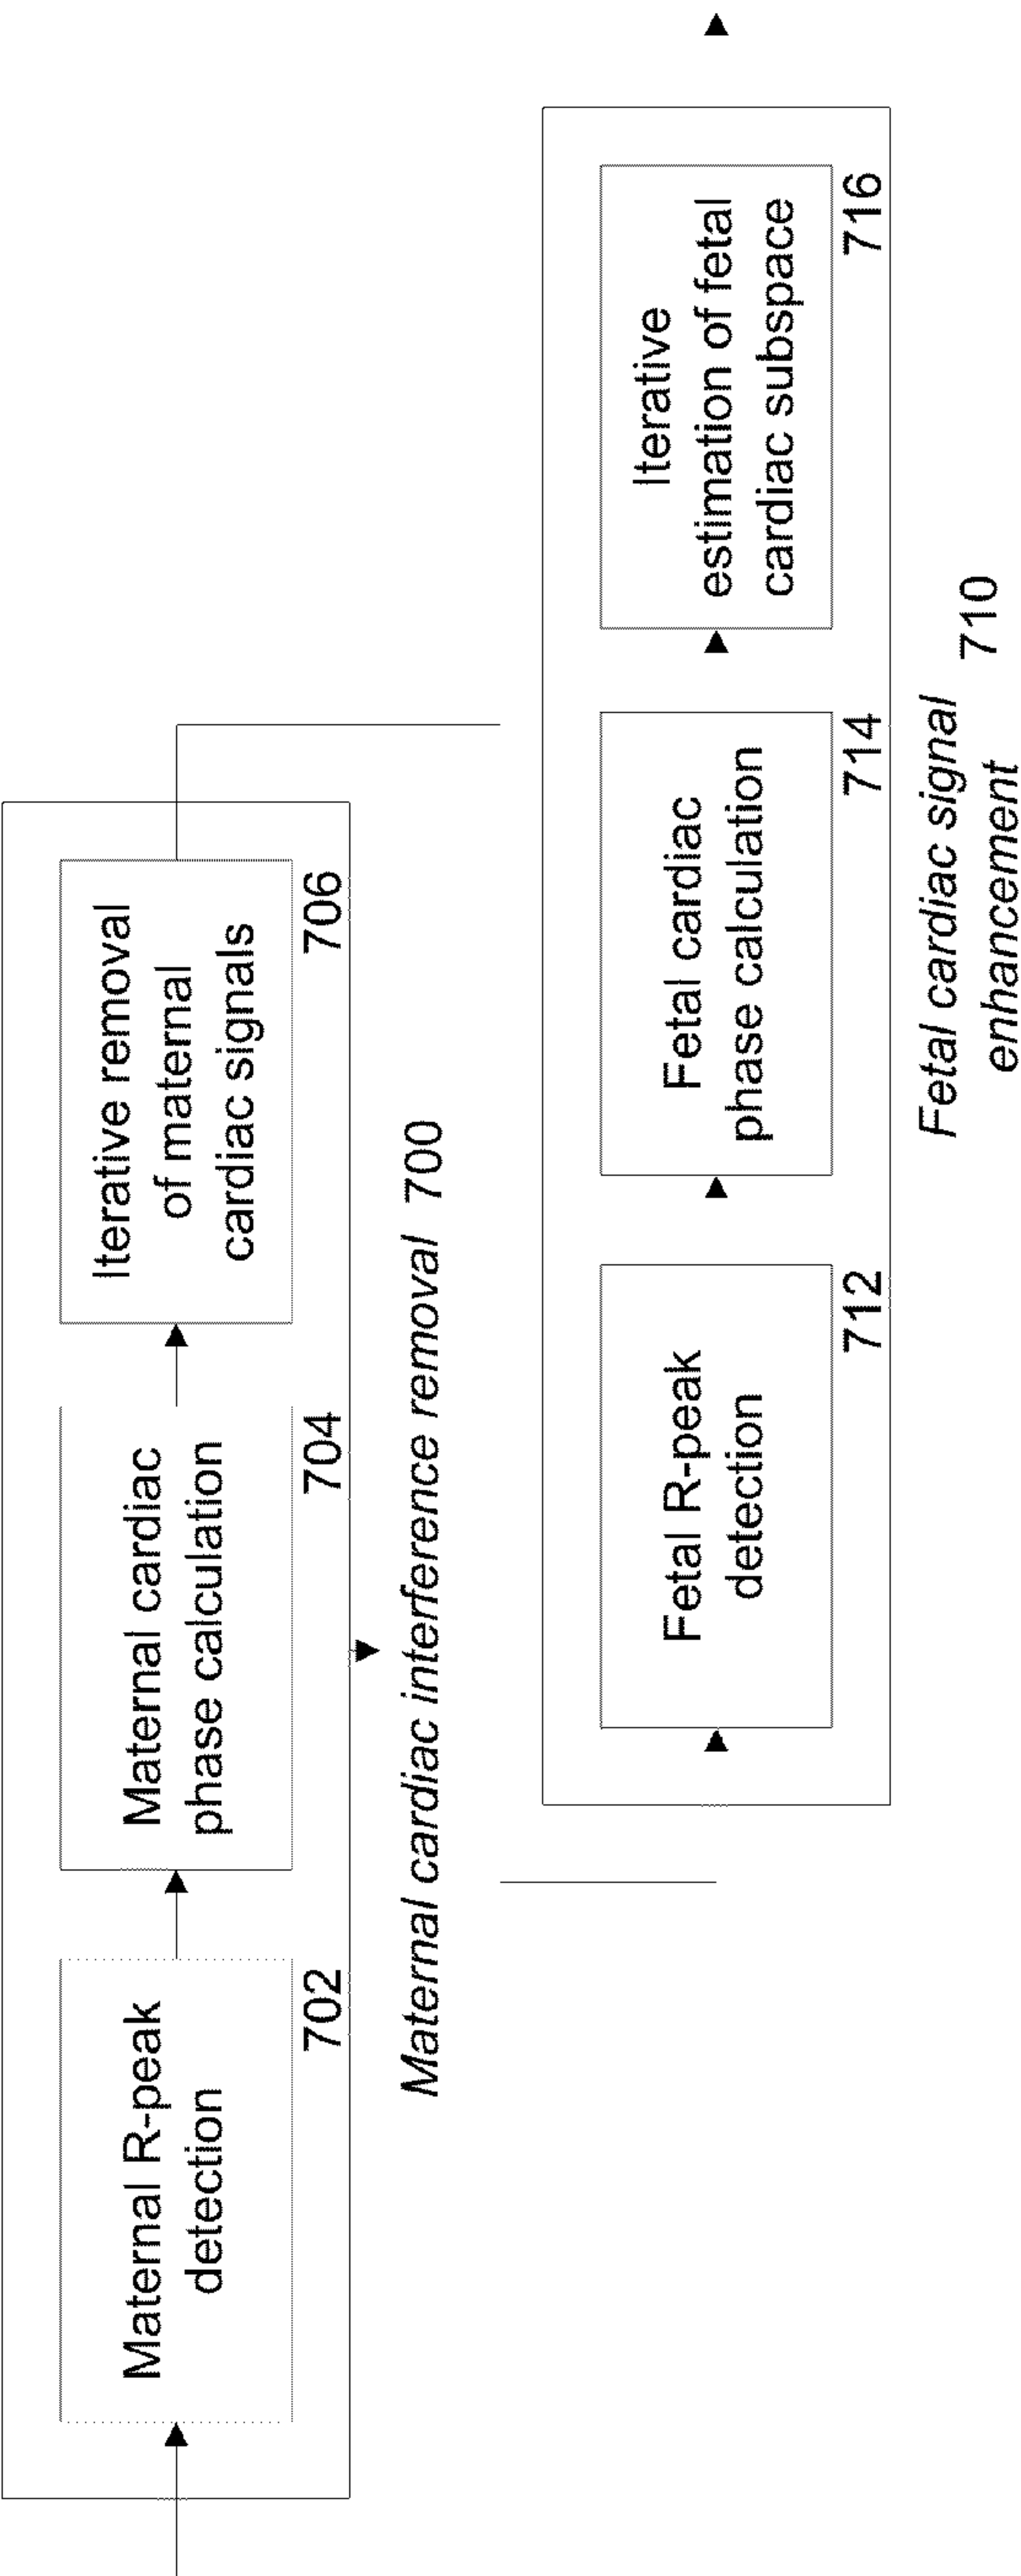 Maternal R-peak
detection
702
Maternal cardiac
phase calculation
704
Iterative removal
of maternal
cardiac signals
706
Maternal cardiac interference removal 700
Fetal R-peak
detection
712
Fetal cardiac
phase calculation
714
Iterative
estimation of fetal
cardiac subspace
716
Fetal cardiac signal
enhancement
710